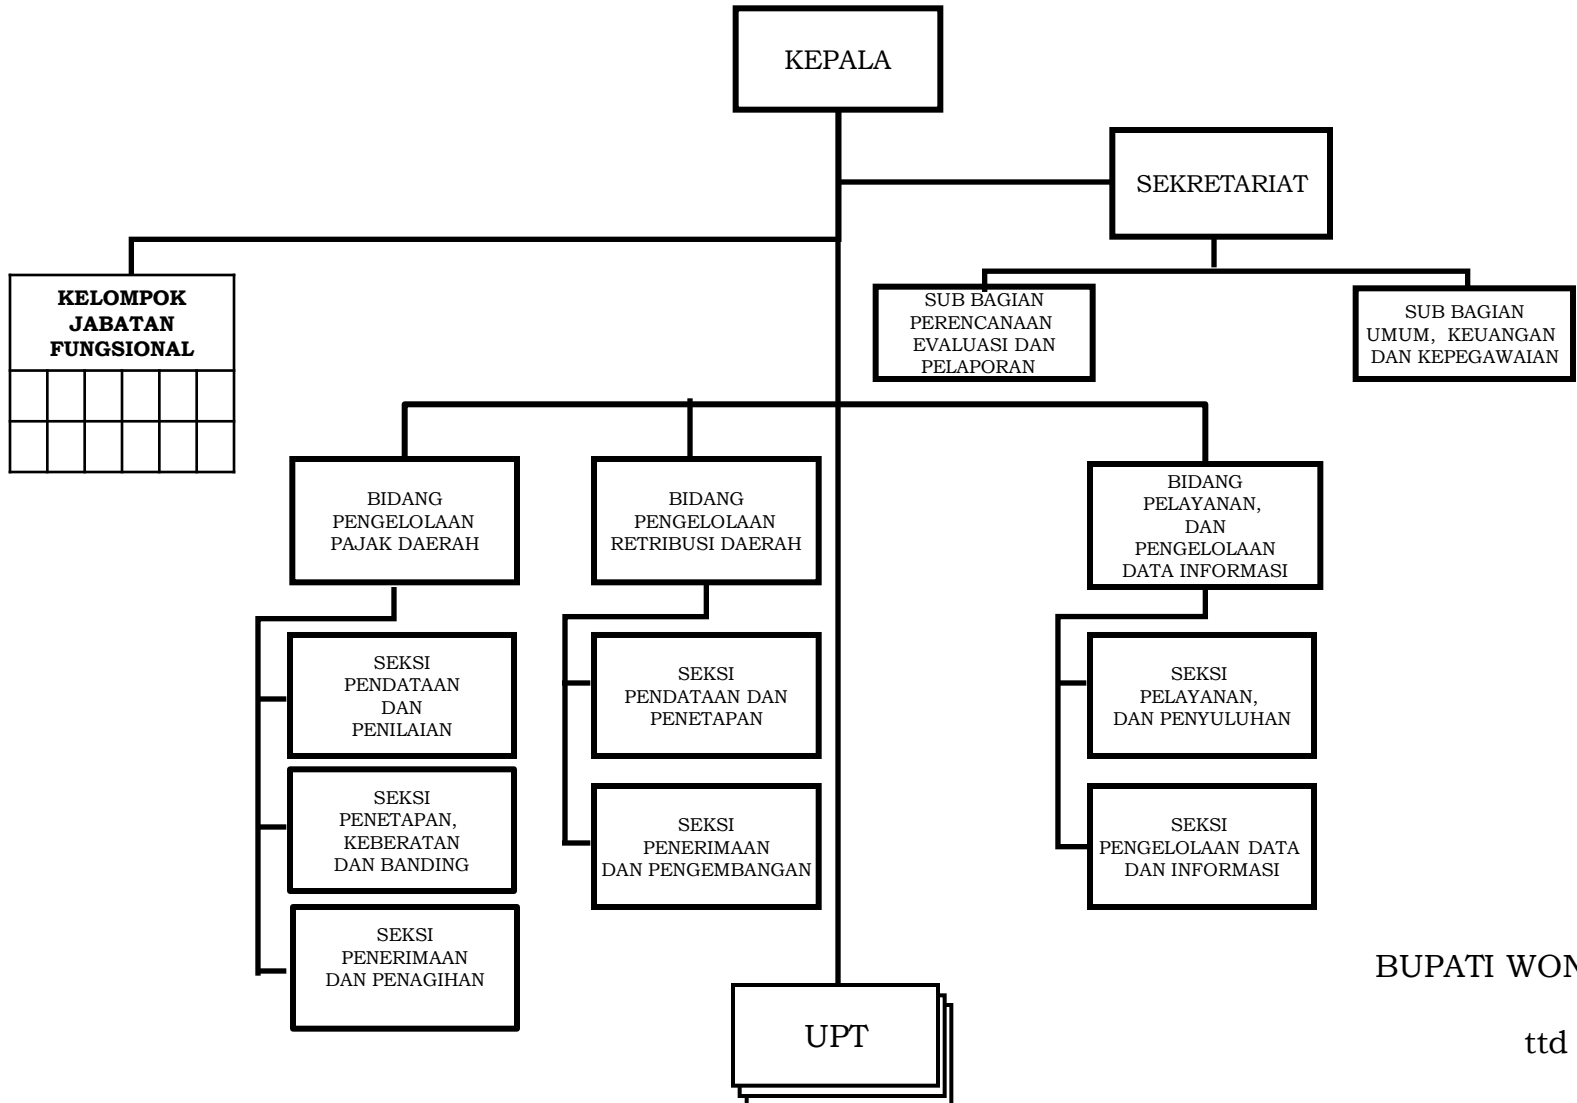 KEPALA
SEKRETARIAT
KELOMPOK
JABATAN
FUNGSIONAL
SUB BAGIAN
PERENCANAAN
EVALUASI DAN
PELAPORAN
SUB BAGIAN
UMUM, KEUANGAN
DAN KEPEGAWAIAN
BIDANG
PENGELOLAAN
PAJAK DAERAH
BIDANG
PENGELOLAAN
RETRIBUSI DAERAH
BIDANG
PELAYANAN,
DAN
PENGELOLAAN
DATA INFORMASI
SEKSI
PENDATAAN
DAN
PENILAIAN
SEKSI
PENDATAAN DAN
PENETAPAN
SEKSI
PELAYANAN,
DAN PENYULUHAN
SEKSI
PENETAPAN,
KEBERATAN
DAN BANDING
SEKSI
PENERIMAAN
DAN PENGEMBANGAN
SEKSI
PENGELOLAAN DATA
DAN INFORMASI
SEKSI
PENERIMAAN
DAN PENAGIHAN
UPT
BUPATI
ttd